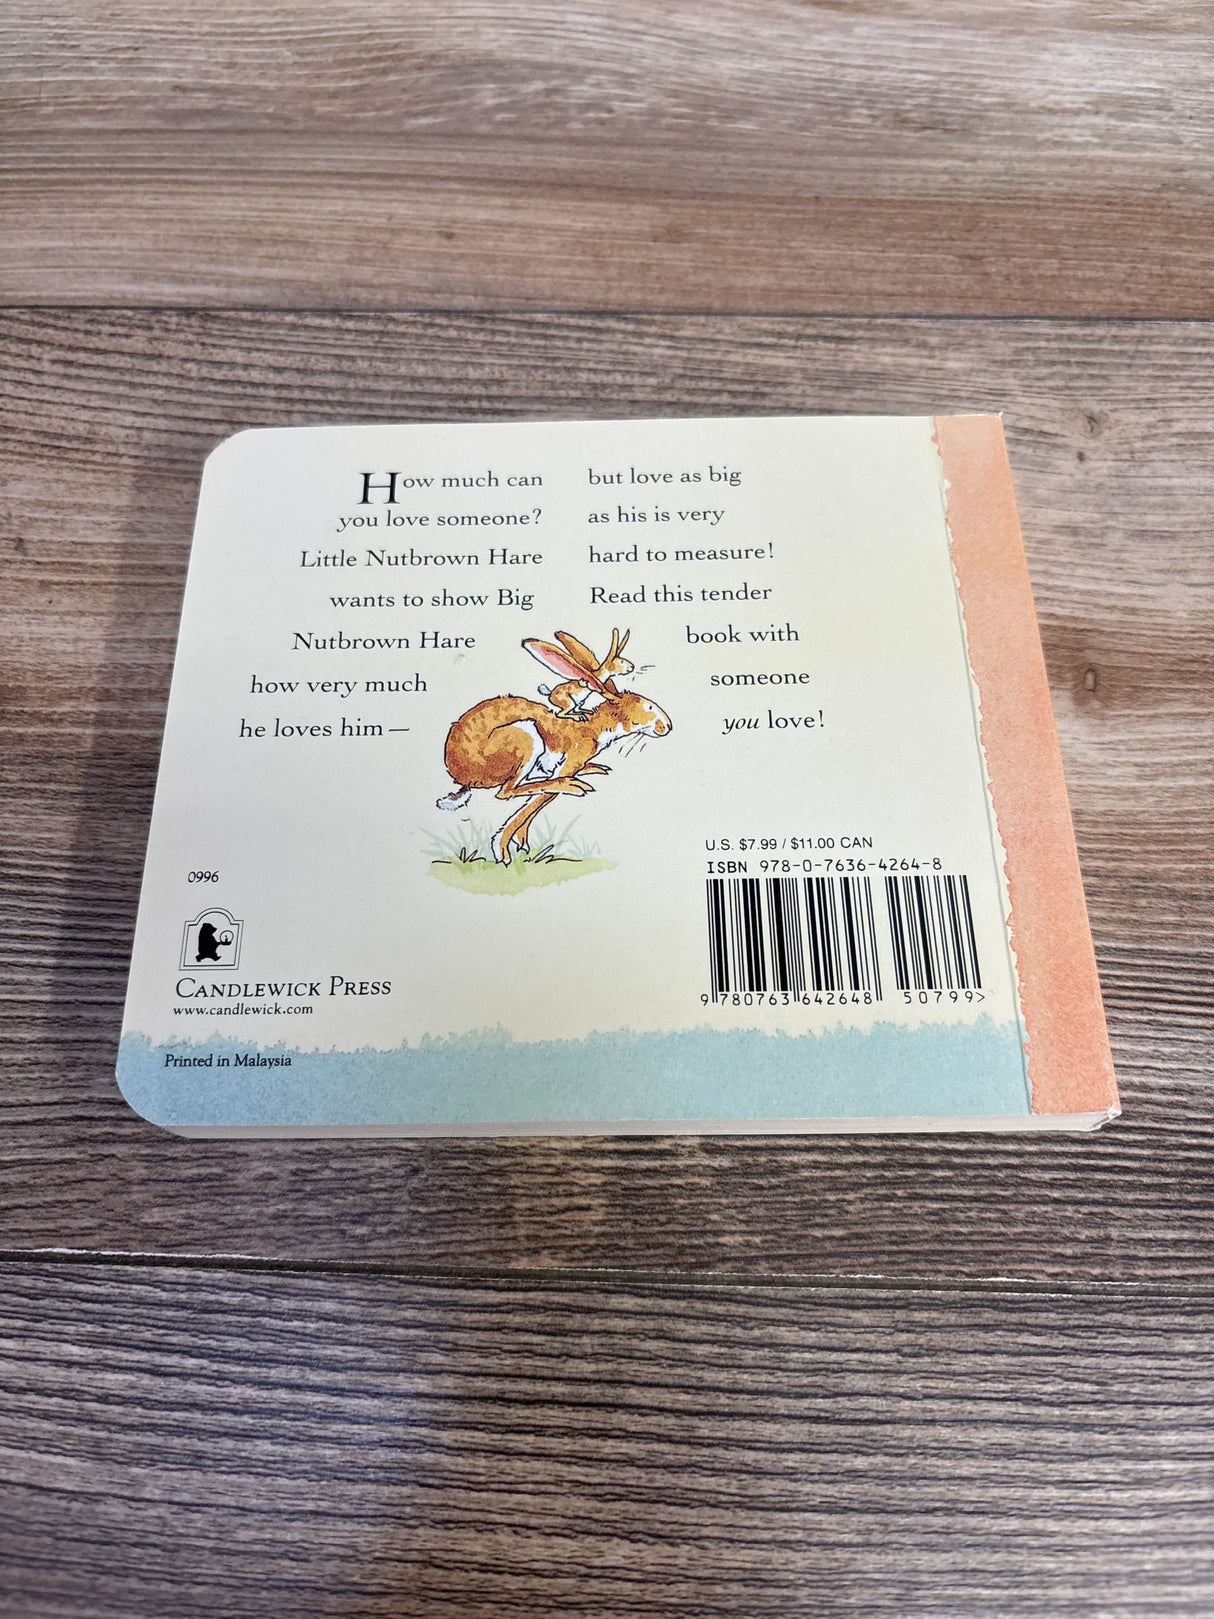 How much can
you love someone?
Little Nutbrown Hare
wants to show Big
Nutbrown Hare
how very much
he loves him—
but love as big
as his is very
hard to measure!
Read this tender
book with
someone
you love!
0996
CANDLEWICK PRESS
www.candlewick.com
Printed in Malaysia
U.S. $7.99 / $11.00 CAN
ISBN 978-0-7636-4264-8
9 780763 642648 50799>